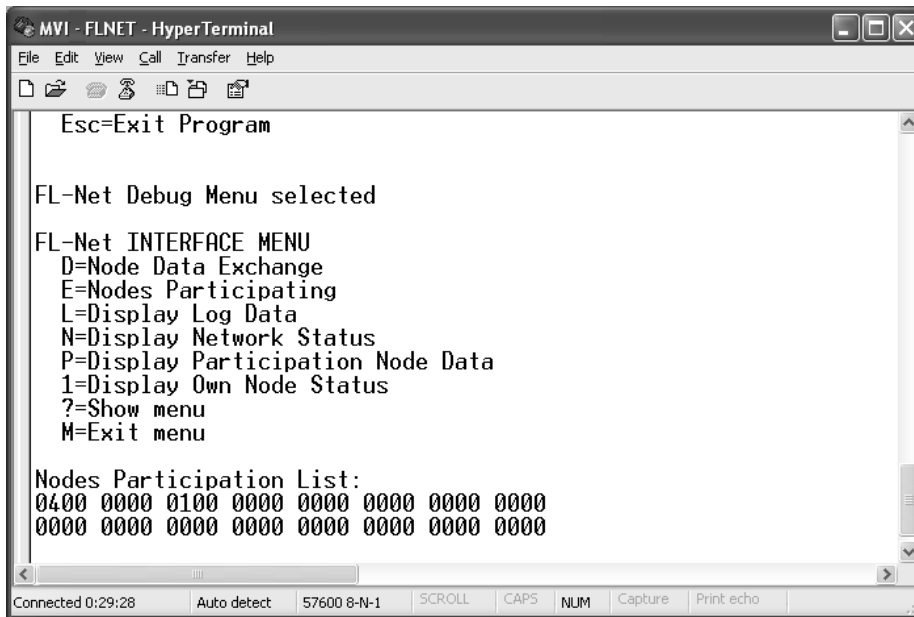 MVI - FLNET - HyperTerminal
File Edit View Call Transfer Help
Esc=Exit Program
FL-Net Debug Menu selected
FL-Net INTERFACE MENU
D=Node Data Exchange
E=Nodes Participating
L=Display Log Data
N=Display Network Status
P=Display Participation Node Data
1=Display Own Node Status
?=Show menu
M=Exit menu
Nodes Participation List:
0400 0000 0100 0000 0000 0000 0000 0000
0000 0000 0000 0000 0000 0000 0000 0000
Connected 0:29:28 Auto detect 57600 8-N-1 SCROLL CAPS NUM Capture Print echo